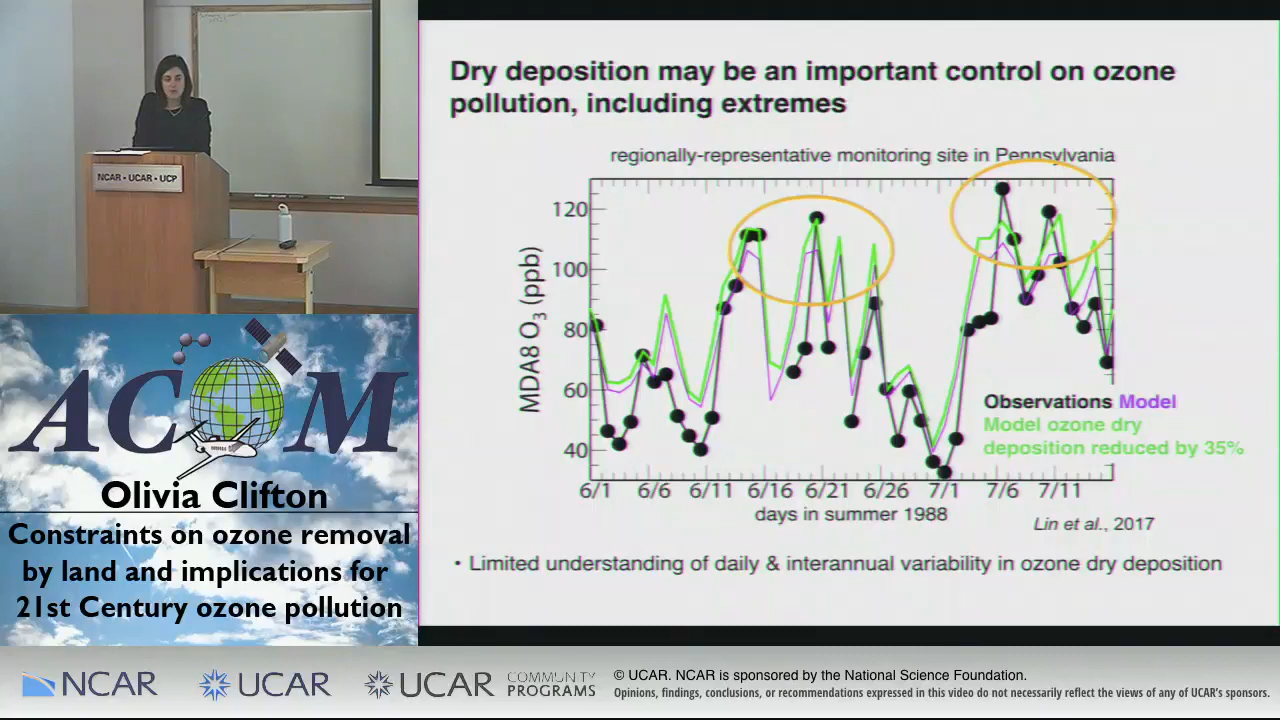 NCAR • UCAR • UCP
ACOM
Olivia Clifton
Constraints on ozone removal
by land and implications for
21st Century ozone pollution
Dry deposition may be an important control on ozone
pollution, including extremes
regionally-representative monitoring site in Pennsylvania
MDA8 O3 (ppb)
120
100
80
60
40
6/1 6/6 6/11 6/16 6/21 6/26 7/1 7/6 7/11
days in summer 1988
Observations Model
Model ozone dry
deposition reduced by 35%
Lin et al., 2017
• Limited understanding of daily & interannual variability in ozone dry deposition
NCAR
UCAR
UCAR
COMMUNITY
PROGRAMS
© UCAR. NCAR is sponsored by the National Science Foundation.
Opinions, findings, conclusions, or recommendations expressed in this video do not necessarily reflect the views of any of UCAR's sponsors.